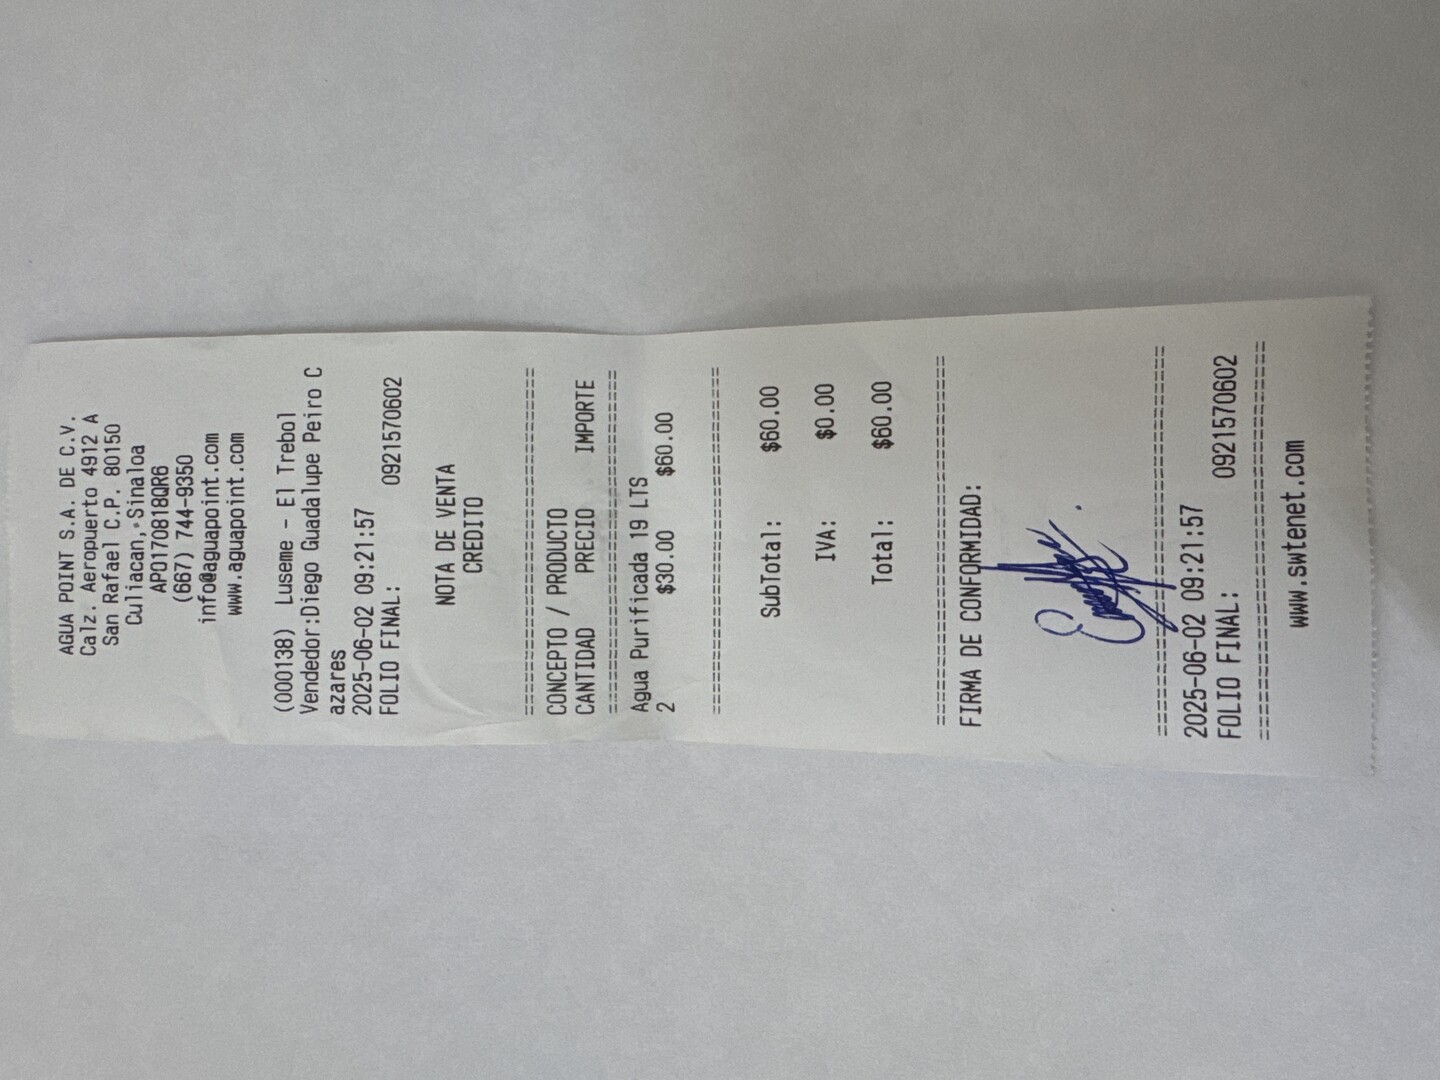 AGUA POINT S.A. DE C.V.
Calz. Aeropuerto 4912 A
San Rafael C.P. 80150
Culiacan, Sinaloa
APO170818QR6
(667) 744-9350
info@aguapoint.com
www.aguapoint.com
(000138) Luseme - El Trebol
Vendedor:Diego Guadalupe Peiro C
azares
2025-06-02 09:21:57
FOLIO FINAL: 0921570602
NOTA DE VENTA
CREDITO
================================
CONCEPTO / PRODUCTO
CANTIDAD PRECIO IMPORTE
================================
Agua Purificada 19 LTS
2 $30.00 $60.00
================================
SubTotal: $60.00
IVA: $0.00
Total: $60.00
================================
FIRMA DE CONFORMIDAD:
================================
2025-06-02 09:21:57
FOLIO FINAL: 0921570602
================================
www.swtenet.com